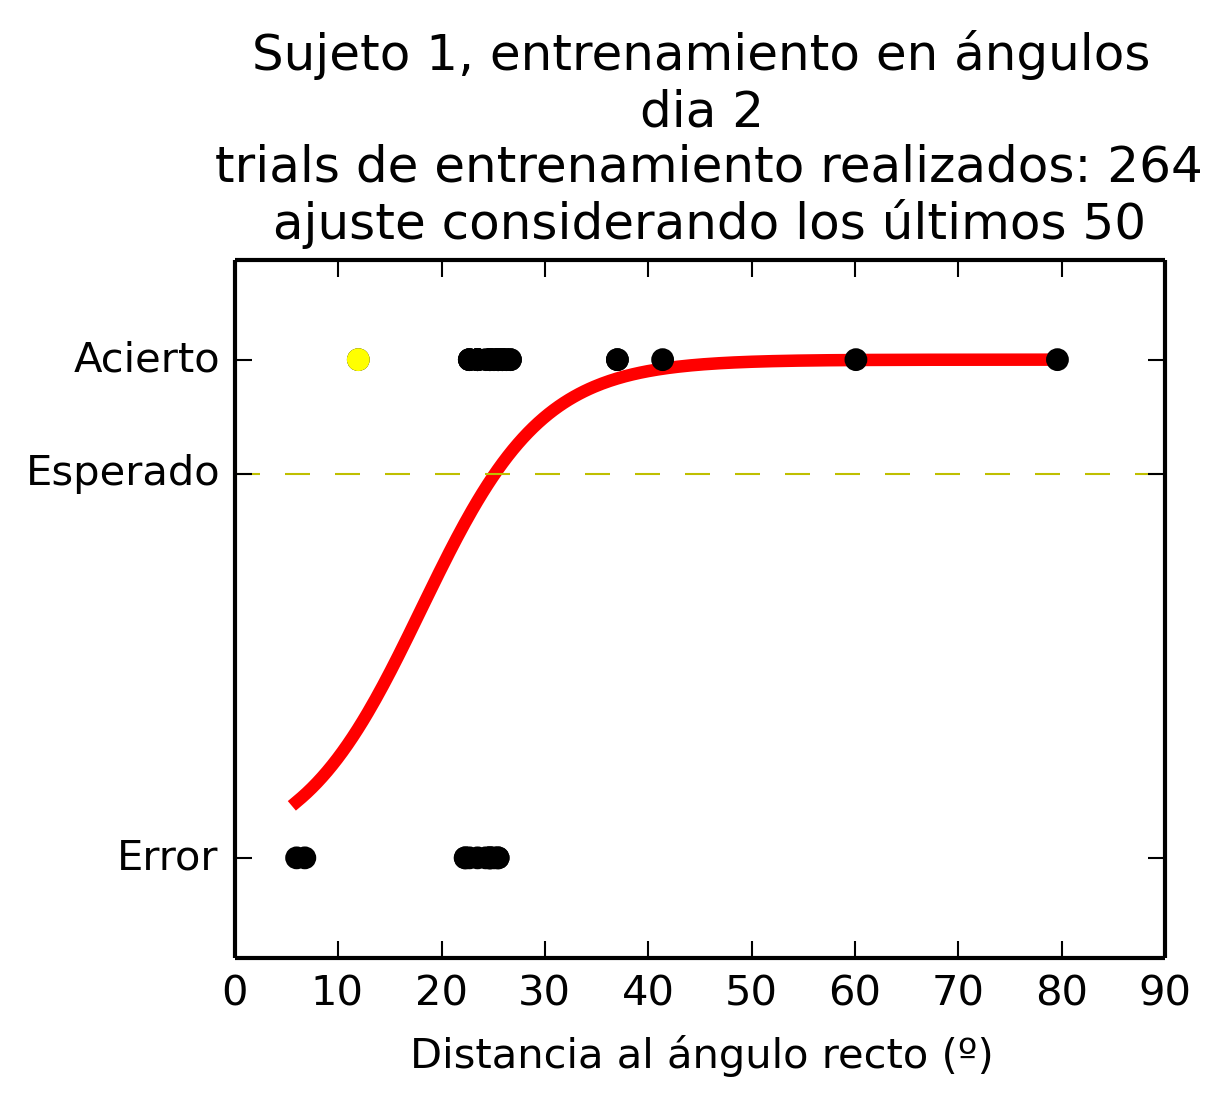 Sujeto 1, entrenamiento en ángulos
dia 2
trials de entrenamiento realizados: 264
ajuste considerando los últimos 50
Acierto
Esperado
Error
0 10 20 30 40 50 60 70 80 90
Distancia al ángulo recto (º)